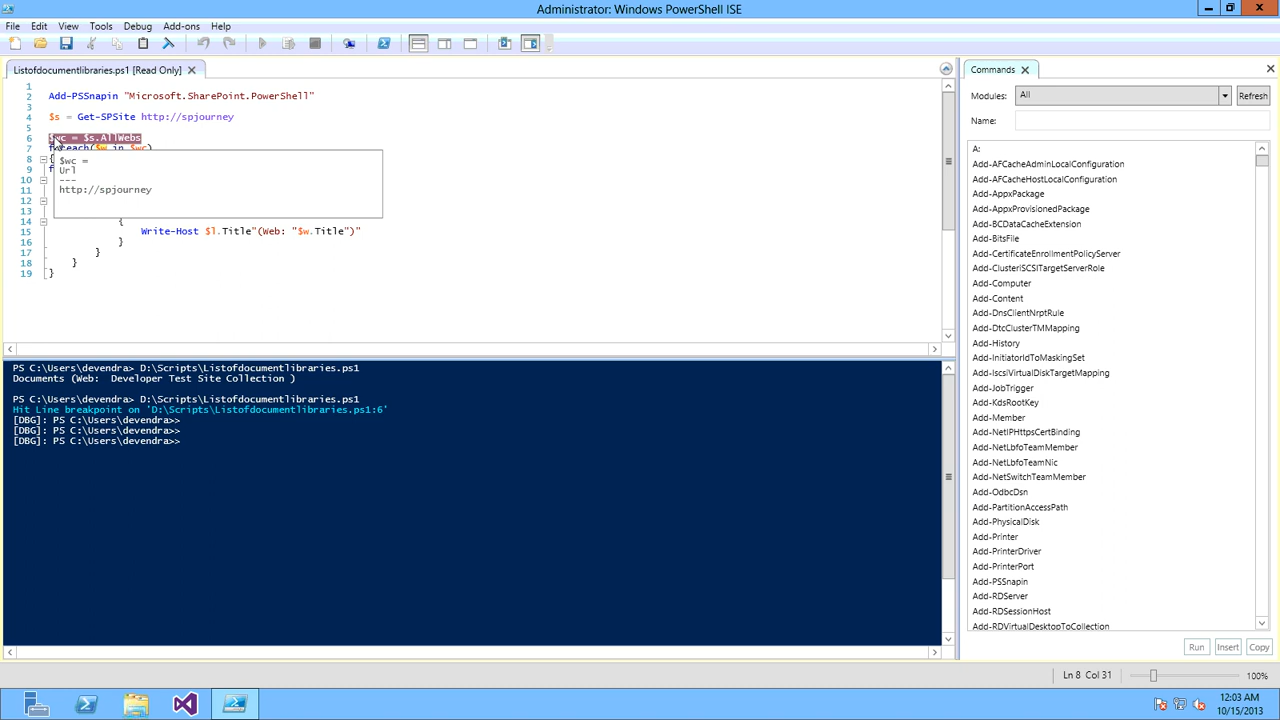 Administrator: Windows PowerShell ISE
File Edit View Tools Debug Add-ons Help
Listofdocumentlibraries.ps1 [Read Only]
1
2 Add-PSSnapin "Microsoft.SharePoint.PowerShell"
3
4 $s = Get-SPSite http://spjourney
5
6 $wc = $s.AllWebs
7 foreach($w in $wc)
8 {
9
10
11
12
13
14 {
15 Write-Host $l.Title"(Web: "$w.Title")"
16 }
17 }
18 }
19 }
$wc =
Url
---
http://spjourney
PS C:\Users\devendra> D:\Scripts\Listofdocumentlibraries.ps1
Documents (Web:  Developer Test Site Collection )
PS C:\Users\devendra> D:\Scripts\Listofdocumentlibraries.ps1
Hit Line breakpoint on 'D:\Scripts\Listofdocumentlibraries.ps1:6'
[DBG]: PS C:\Users\devendra>>
[DBG]: PS C:\Users\devendra>>
[DBG]: PS C:\Users\devendra>>
Commands
Modules: All Refresh
Name:
A:
Add-AFCacheAdminLocalConfiguration
Add-AFCacheHostLocalConfiguration
Add-AppxPackage
Add-AppxProvisionedPackage
Add-BCDataCacheExtension
Add-BitsFile
Add-CertificateEnrollmentPolicyServer
Add-ClusteriSCSITargetServerRole
Add-Computer
Add-Content
Add-DnsClientNrptRule
Add-DtcClusterTMMapping
Add-History
Add-InitiatorIdToMaskingSet
Add-IscsiVirtualDiskTargetMapping
Add-JobTrigger
Add-KdsRootKey
Add-Member
Add-NetIPHttpsCertBinding
Add-NetLbfoTeamMember
Add-NetLbfoTeamNic
Add-NetSwitchTeamMember
Add-OdbcDsn
Add-PartitionAccessPath
Add-PhysicalDisk
Add-Printer
Add-PrinterDriver
Add-PrinterPort
Add-PSSnapin
Add-RDServer
Add-RDSessionHost
Add-RDVirtualDesktopToCollection
Run Insert Copy
Ln 8 Col 31 100%
12:03 AM
10/15/2013